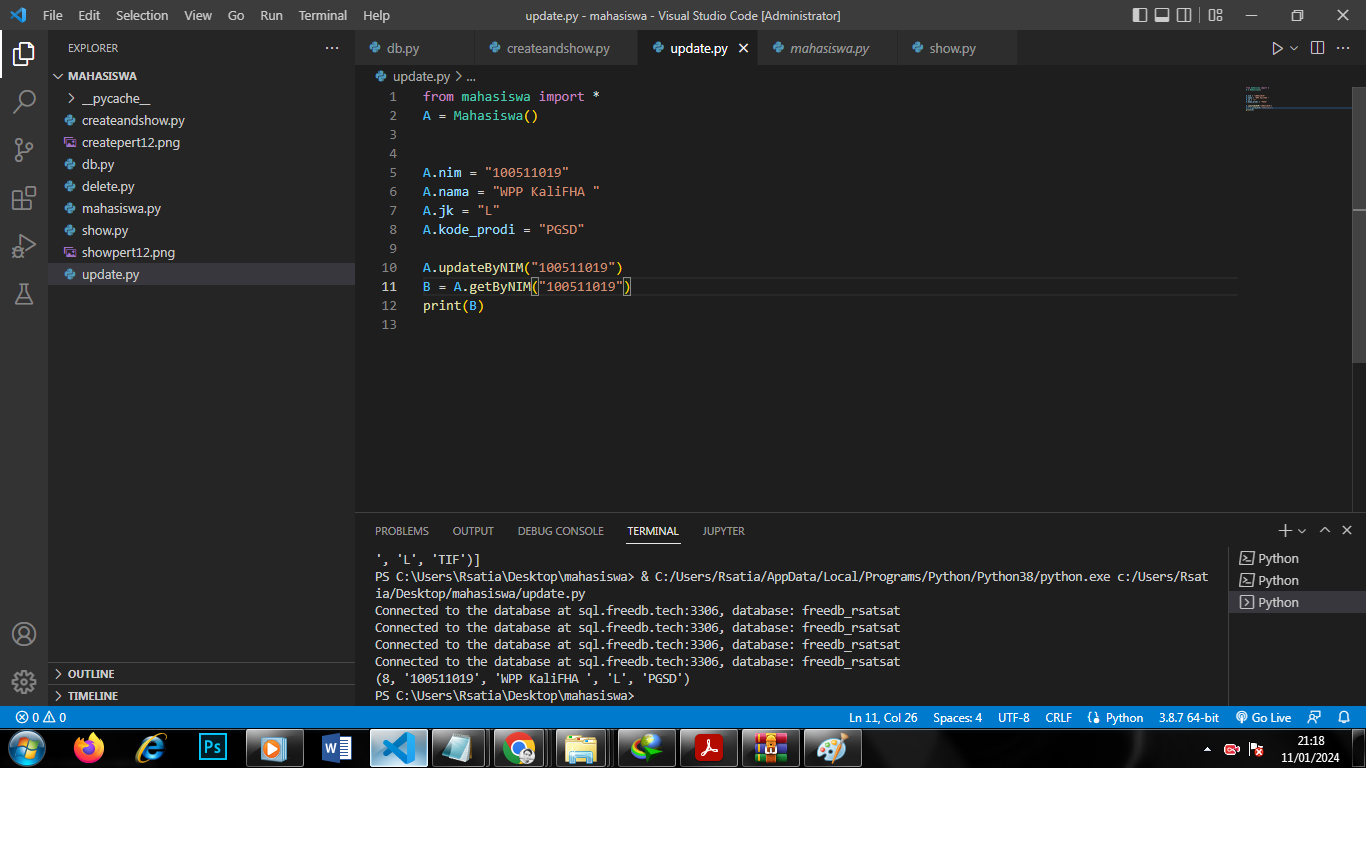 File Edit Selection View Go Run Terminal Help
update.py - mahasiswa - Visual Studio Code [Administrator]
EXPLORER
MAHASISWA
__pycache__
createandshow.py
createpert12.png
db.py
delete.py
mahasiswa.py
show.py
showpert12.png
update.py
OUTLINE
TIMELINE
db.py createandshow.py update.py mahasiswa.py show.py
update.py > ...
1 from mahasiswa import *
2 A = Mahasiswa()
3
4
5 A.nim = "100511019"
6 A.nama = "WPP KaliFHA "
7 A.jk = "L"
8 A.kode_prodi = "PGSD"
9
10 A.updateByNIM("100511019")
11 B = A.getByNIM("100511019")
12 print(B)
13
PROBLEMS OUTPUT DEBUG CONSOLE TERMINAL JUPYTER
', 'L', 'TIF')]
PS C:\Users\Rsatia\Desktop\mahasiswa> & C:/Users/Rsatia/AppData/Local/Programs/Python/Python38/python.exe c:/Users/Rsat
ia/Desktop/mahasiswa/update.py
Connected to the database at sql.freedb.tech:3306, database: freedb_rsatsat
Connected to the database at sql.freedb.tech:3306, database: freedb_rsatsat
Connected to the database at sql.freedb.tech:3306, database: freedb_rsatsat
Connected to the database at sql.freedb.tech:3306, database: freedb_rsatsat
(8, '100511019', 'WPP KaliFHA ', 'L', 'PGSD')
PS C:\Users\Rsatia\Desktop\mahasiswa>
Python
Python
Python
0 0
Ln 11, Col 26 Spaces: 4 UTF-8 CRLF Python 3.8.7 64-bit Go Live
Ps
21:18
11/01/2024